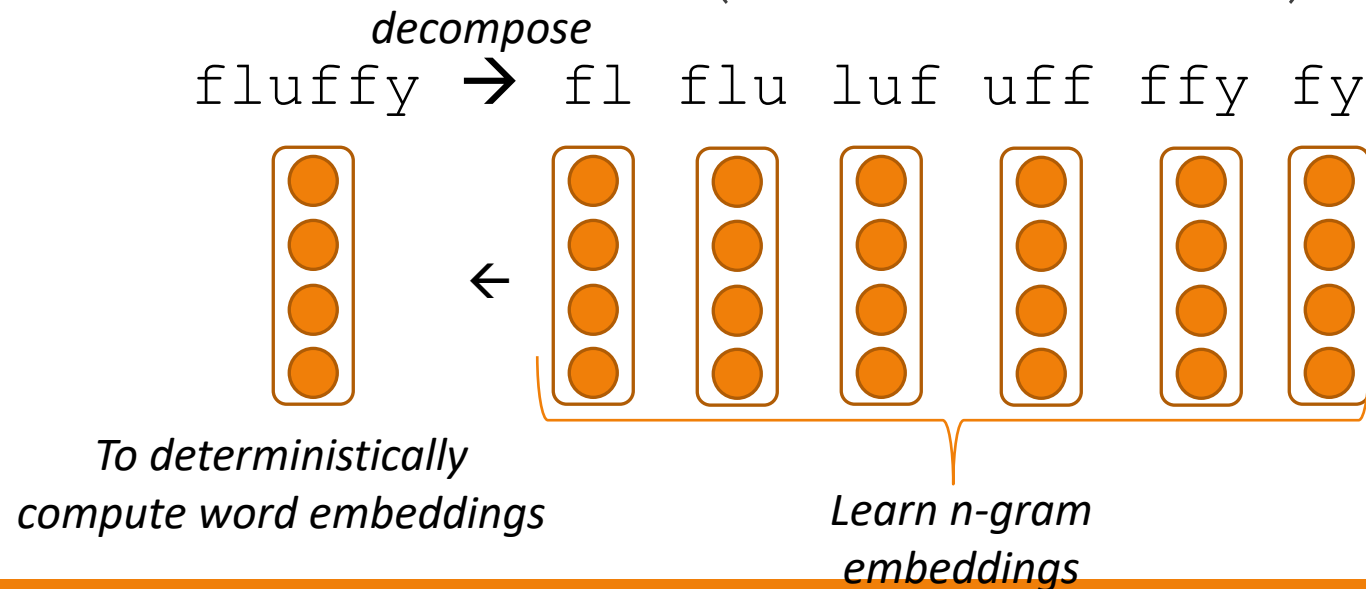 decompose
fluffy → fl flu luf uff ffy fy
←
To deterministically
compute word embeddings
Learn n-gram
embeddings